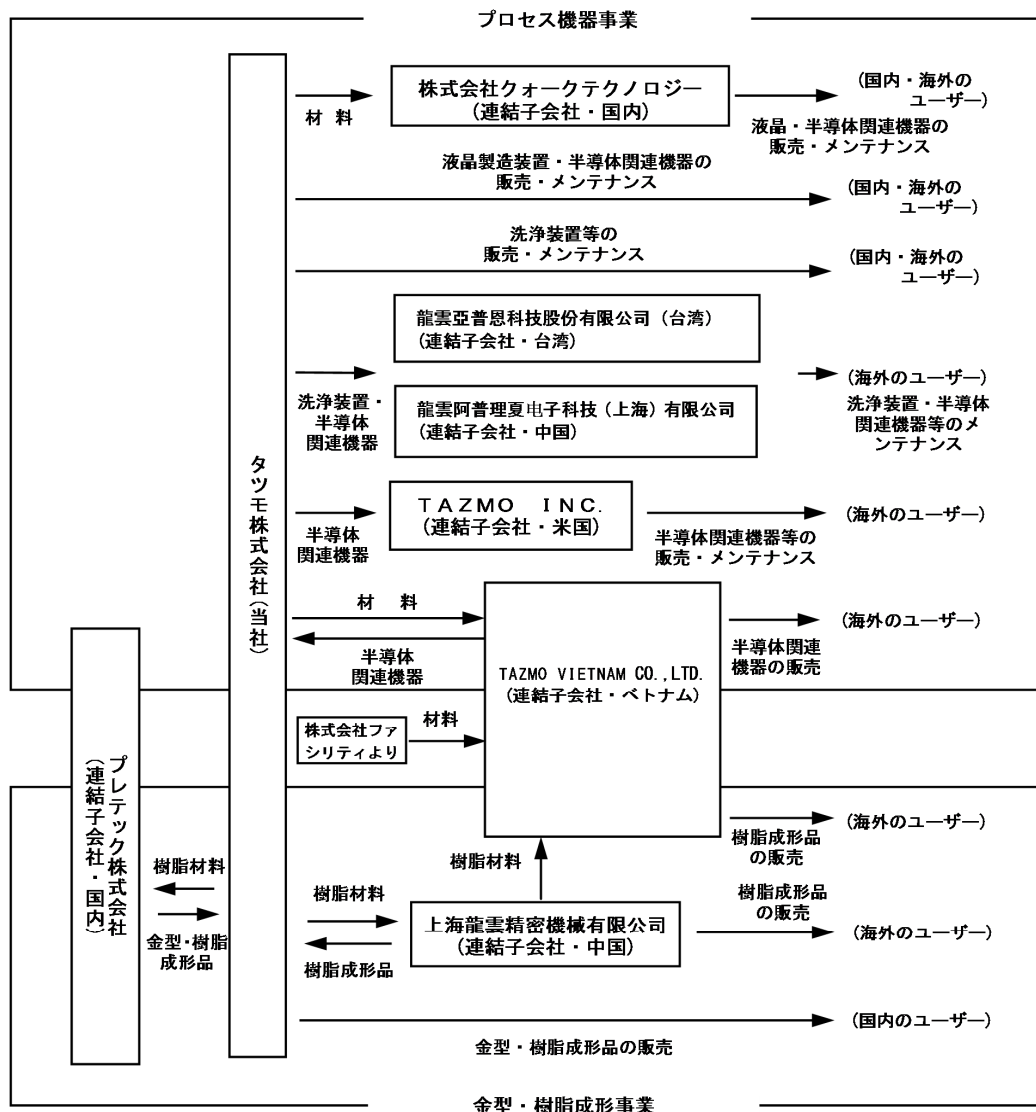 プロセス機器事業
材 料
株式会社クォークテクノロジー
(連結子会社・国内)
(国内・海外の
ユーザー)
液晶・半導体関連機器の
販売・メンテナンス
液晶製造装置・半導体関連機器の
販売・メンテナンス
(国内・海外の
ユーザー)
洗浄装置等の
販売・メンテナンス
(国内・海外の
ユーザー)
龍雲亞普恩科技股份有限公司(台湾)
(連結子会社・台湾)
龍雲阿普理夏电子科技(上海)有限公司
(連結子会社・中国)
洗浄装置・
半導体
関連機器
(海外のユーザー)
洗浄装置・半導体
関連機器等のメ
ンテナンス
タツモ株式会社(当社)
半導体
関連機器
TAZMO INC.
(連結子会社・米国)
半導体関連機器等の
販売・メンテナンス
(海外のユーザー)
材 料
半導体
関連機器
TAZMO VIETNAM CO.,LTD.
(連結子会社・ベトナム)
(海外のユーザー)
半導体関連
機器の販売
株式会社ファ
シリティより
材料
プレテック株式会社
(連結子会社・国内)
樹脂材料
金型・樹脂
成形品
(海外のユーザー)
樹脂成形品
の販売
樹脂材料
樹脂材料
樹脂成形品
上海龍雲精密機械有限公司
(連結子会社・中国)
樹脂成形品
の販売
(海外のユーザー)
(国内のユーザー)
金型・樹脂成形品の販売
金型・樹脂成形事業